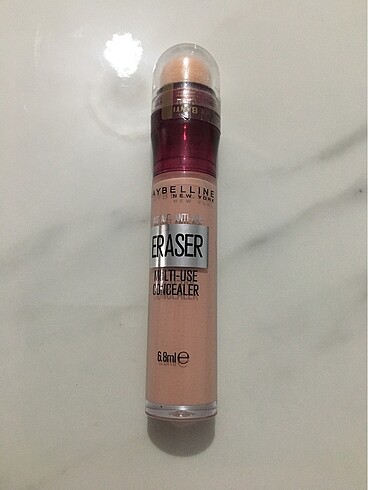 MAYBELLINE
NEW YORK
ERASER
MULTI-USE
CONCEALER
6.8ml e